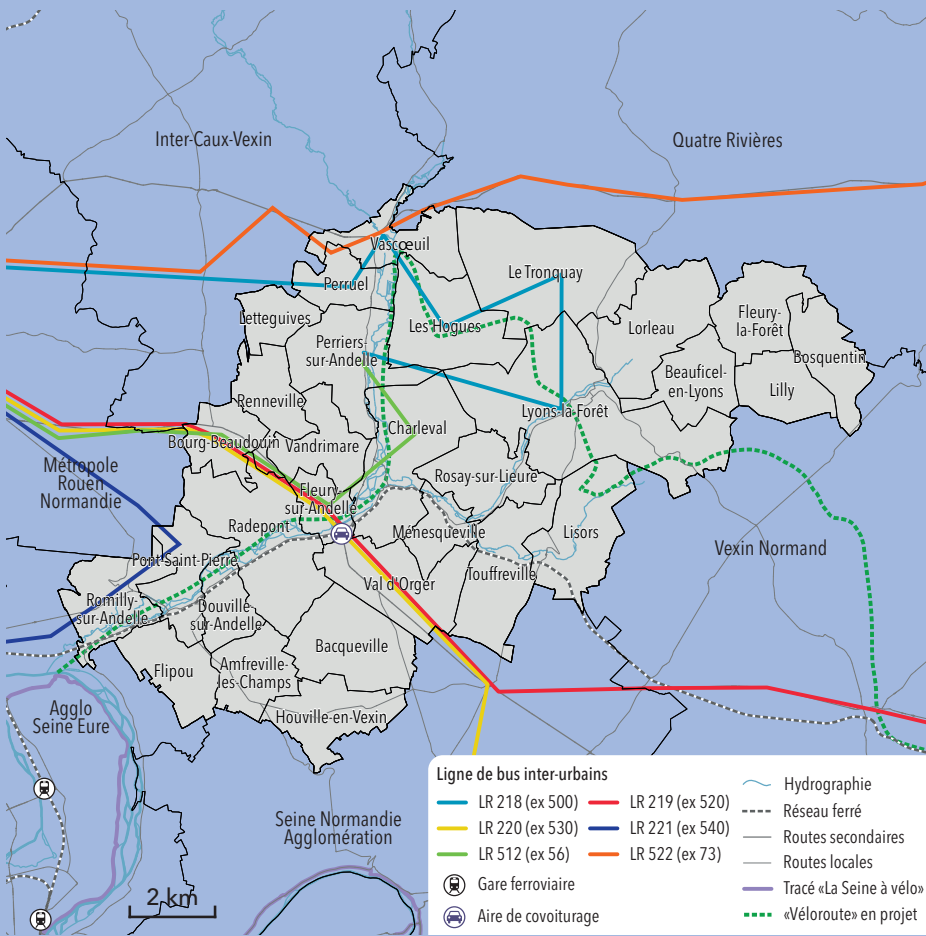 Inter-Caux-Vexin
Quatre Rivières
Vascœuil
Le Tronquay
Perruel
Letteguives
Les Hogues
Lorleau
Fleury-
la-Forêt
Perriers
sur-Andelle
Bosquentin
Beauficel-
en-Lyons
Lilly
Renneville
Lyons-la-Forêt
Charleval
Bourg-Beaudouin
Vandrimare
Métropole
Rouen
Normandie
Rosay-sur-Lieure
Fleury-
sur-Andelle
Radepont
Ménesqueville
Lisors
Vexin Normand
Pont-Saint-Pierre
Touffreville
Val d'Orger
Romilly-
sur-Andelle
Douville
sur-Andelle
Bacqueville
Flipou
Amfreville-
les-Champs
Agglo
Seine Eure
Houville-en-Vexin
Seine Normandie
Agglomération
2 km
Ligne de bus inter-urbains
LR 218 (ex 500)
LR 219 (ex 520)
LR 220 (ex 530)
LR 221 (ex 540)
LR 512 (ex 56)
LR 522 (ex 73)
Gare ferroviaire
Aire de covoiturage
Hydrographie
Réseau ferré
Routes secondaires
Routes locales
Tracé «La Seine à vélo»
«Véloroute» en projet